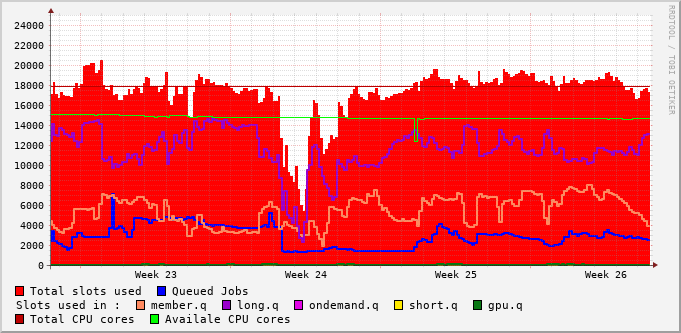 RRDTOOL / TOBI OETIKER
24000
22000
20000
18000
16000
14000
12000
10000
8000
6000
4000
2000
0
Week 23 Week 24 Week 25 Week 26
Total slots used Queued Jobs
Slots used in : member.q long.q ondemand.q short.q gpu.q
Total CPU cores Availale CPU cores